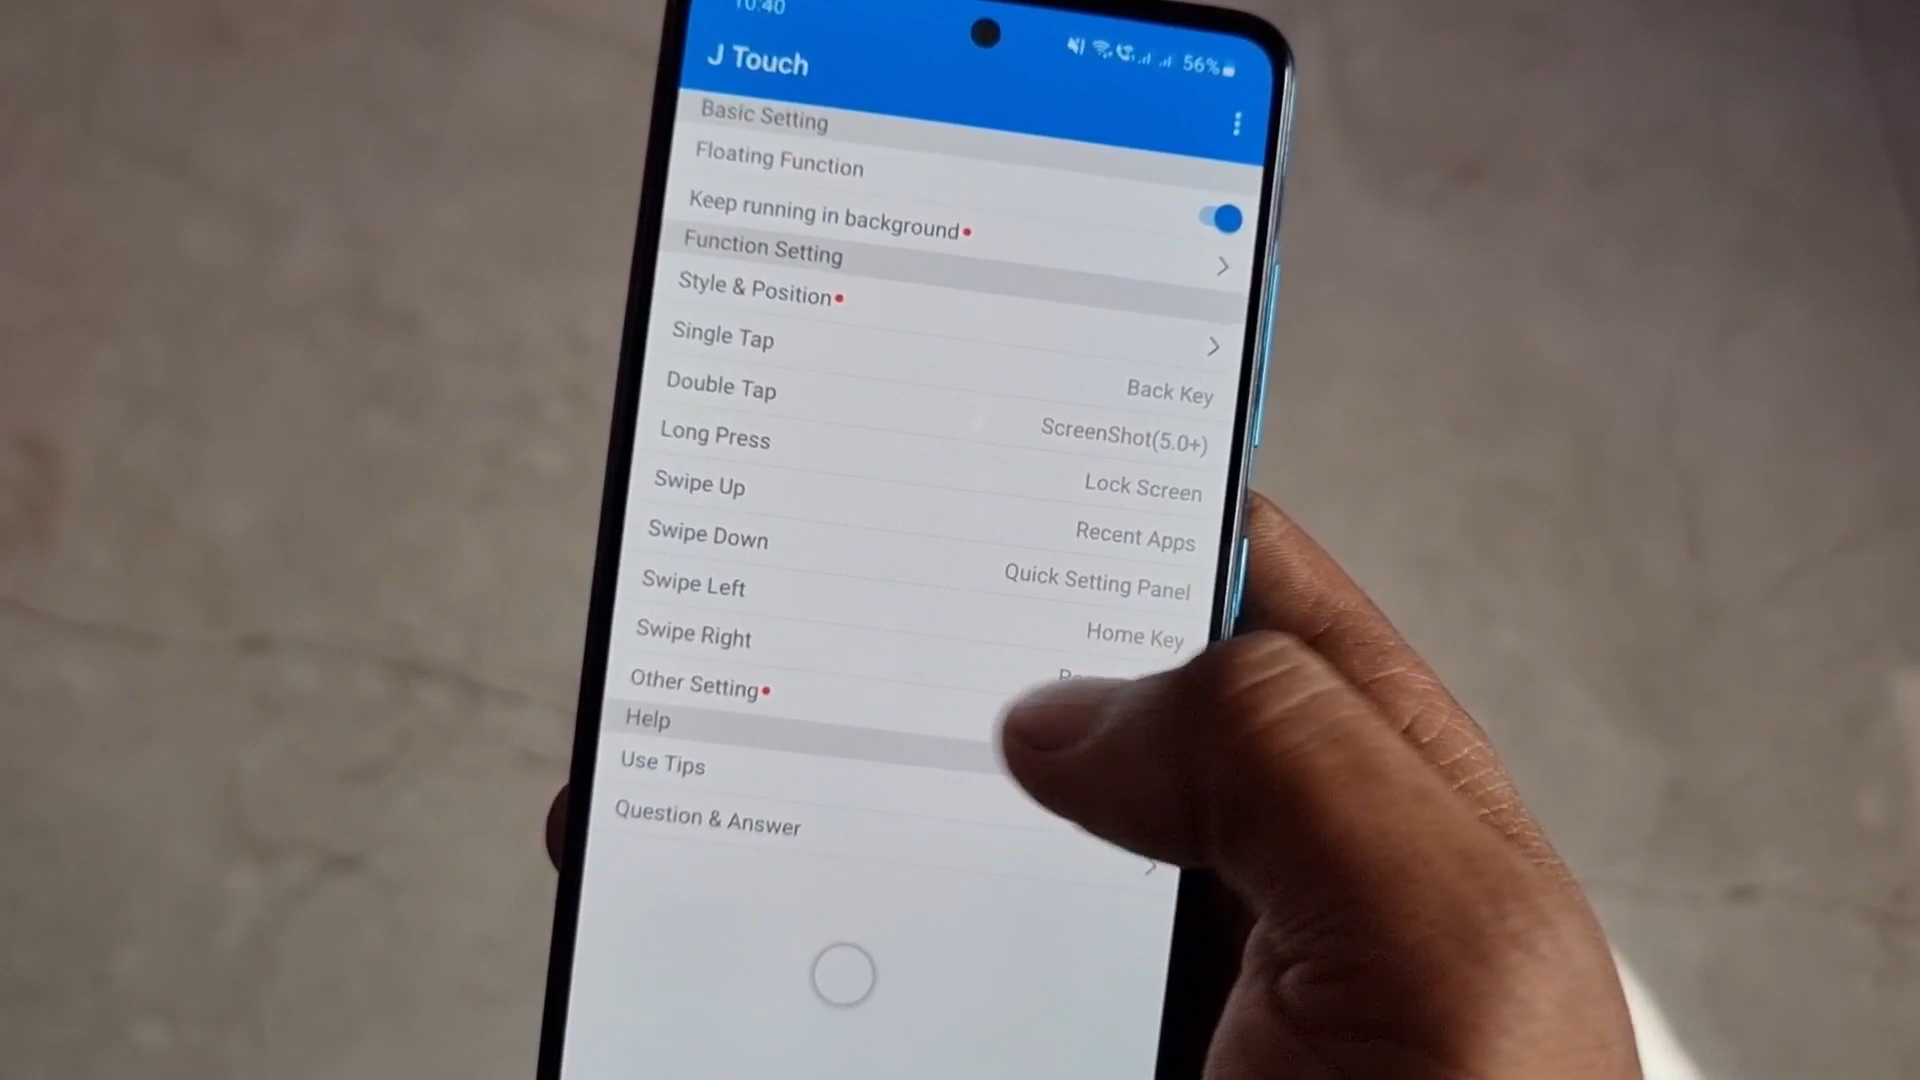 10:40
56%
J Touch
Basic Setting
Floating Function
Keep running in background
Function Setting
Style & Position
Single Tap
Back Key
Double Tap
ScreenShot(5.0+)
Long Press
Lock Screen
Swipe Up
Recent Apps
Swipe Down
Quick Setting Panel
Swipe Left
Home Key
Swipe Right
Other Setting
Help
Use Tips
Question & Answer